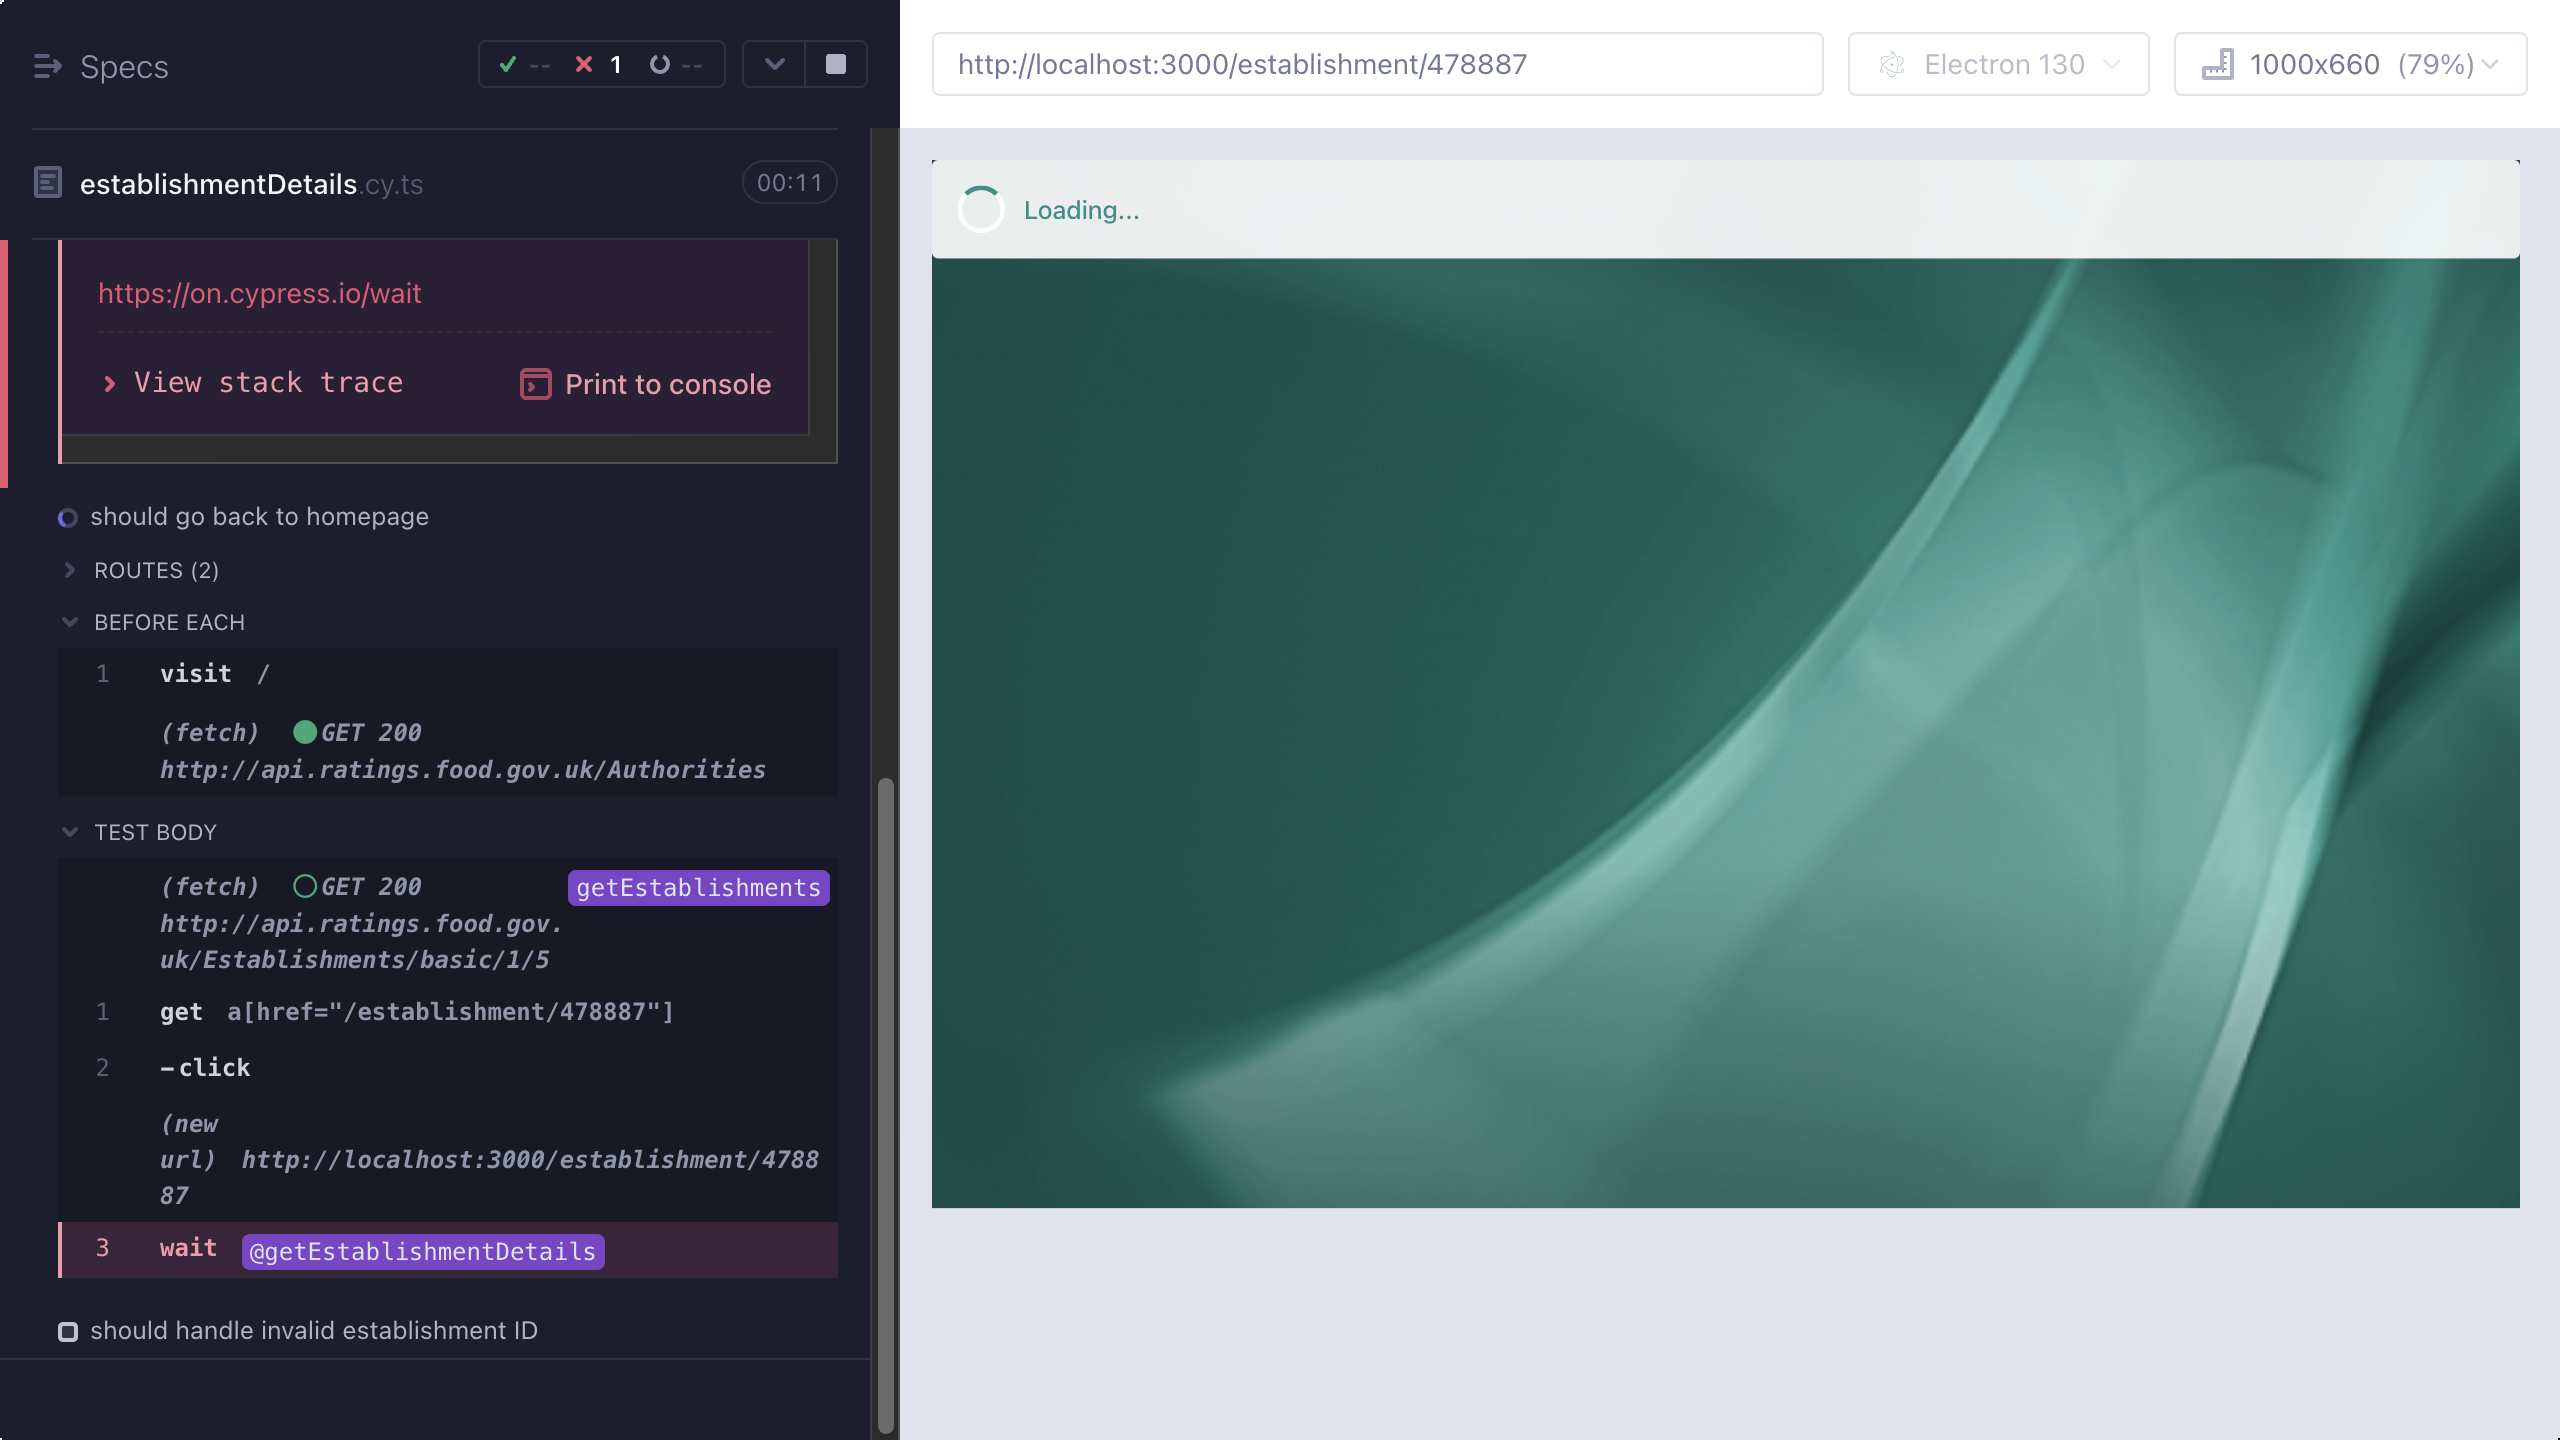 Specs
-- 1 --
establishmentDetails.cy.ts
00:11
https://on.cypress.io/wait
View stack trace
Print to console
should go back to homepage
ROUTES (2)
BEFORE EACH
1 visit /
(fetch) GET 200
http://api.ratings.food.gov.uk/Authorities
TEST BODY
(fetch) GET 200 getEstablishments
http://api.ratings.food.gov.
uk/Establishments/basic/1/5
1 get a[href="/establishment/478887"]
2 -click
(new
url) http://localhost:3000/establishment/4788
87
3 wait @getEstablishmentDetails
should handle invalid establishment ID
http://localhost:3000/establishment/478887
Electron 130
1000x660 (79%)
Loading...